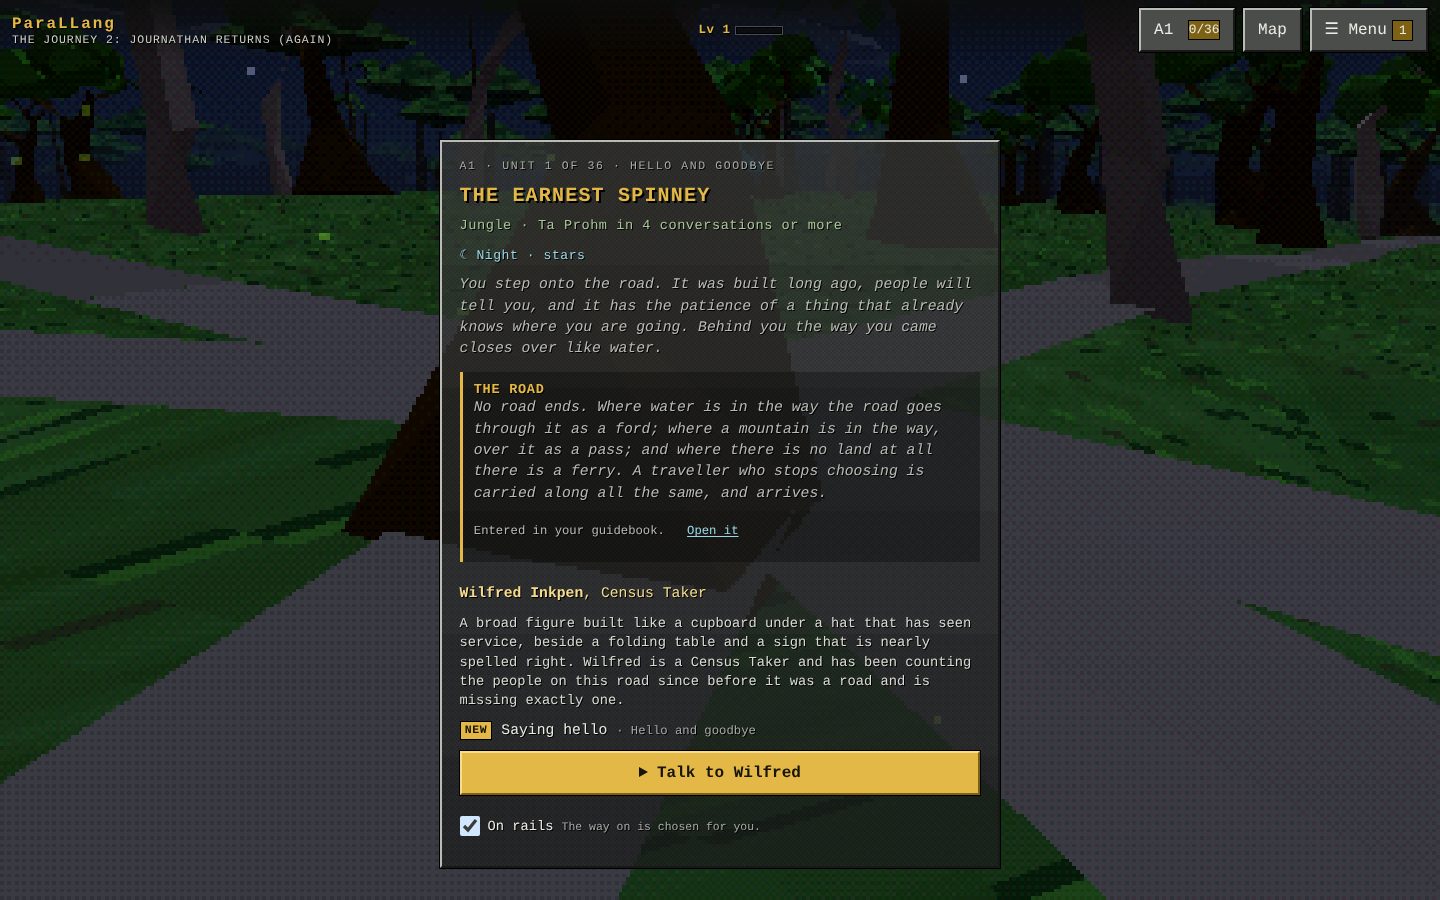 ParaLLang
THE JOURNEY 2: JOURNATHAN RETURNS (AGAIN)
Lv 1
A1 0/36
Map
☰ Menu 1
A1 · UNIT 1 OF 36 · HELLO AND GOODBYE
THE EARNEST SPINNEY
Jungle · Ta Prohm in 4 conversations or more
☾ Night · stars
You step onto the road. It was built long ago, people will
tell you, and it has the patience of a thing that already
knows where you are going. Behind you the way you came
closes over like water.
THE ROAD
No road ends. Where water is in the way the road goes
through it as a ford; where a mountain is in the way,
over it as a pass; and where there is no land at all
there is a ferry. A traveller who stops choosing is
carried along all the same, and arrives.
Entered in your guidebook. Open it
Wilfred Inkpen, Census Taker
A broad figure built like a cupboard under a hat that has seen
service, beside a folding table and a sign that is nearly
spelled right. Wilfred is a Census Taker and has been counting
the people on this road since before it was a road and is
missing exactly one.
NEW Saying hello · Hello and goodbye
▶ Talk to Wilfred
On rails The way on is chosen for you.